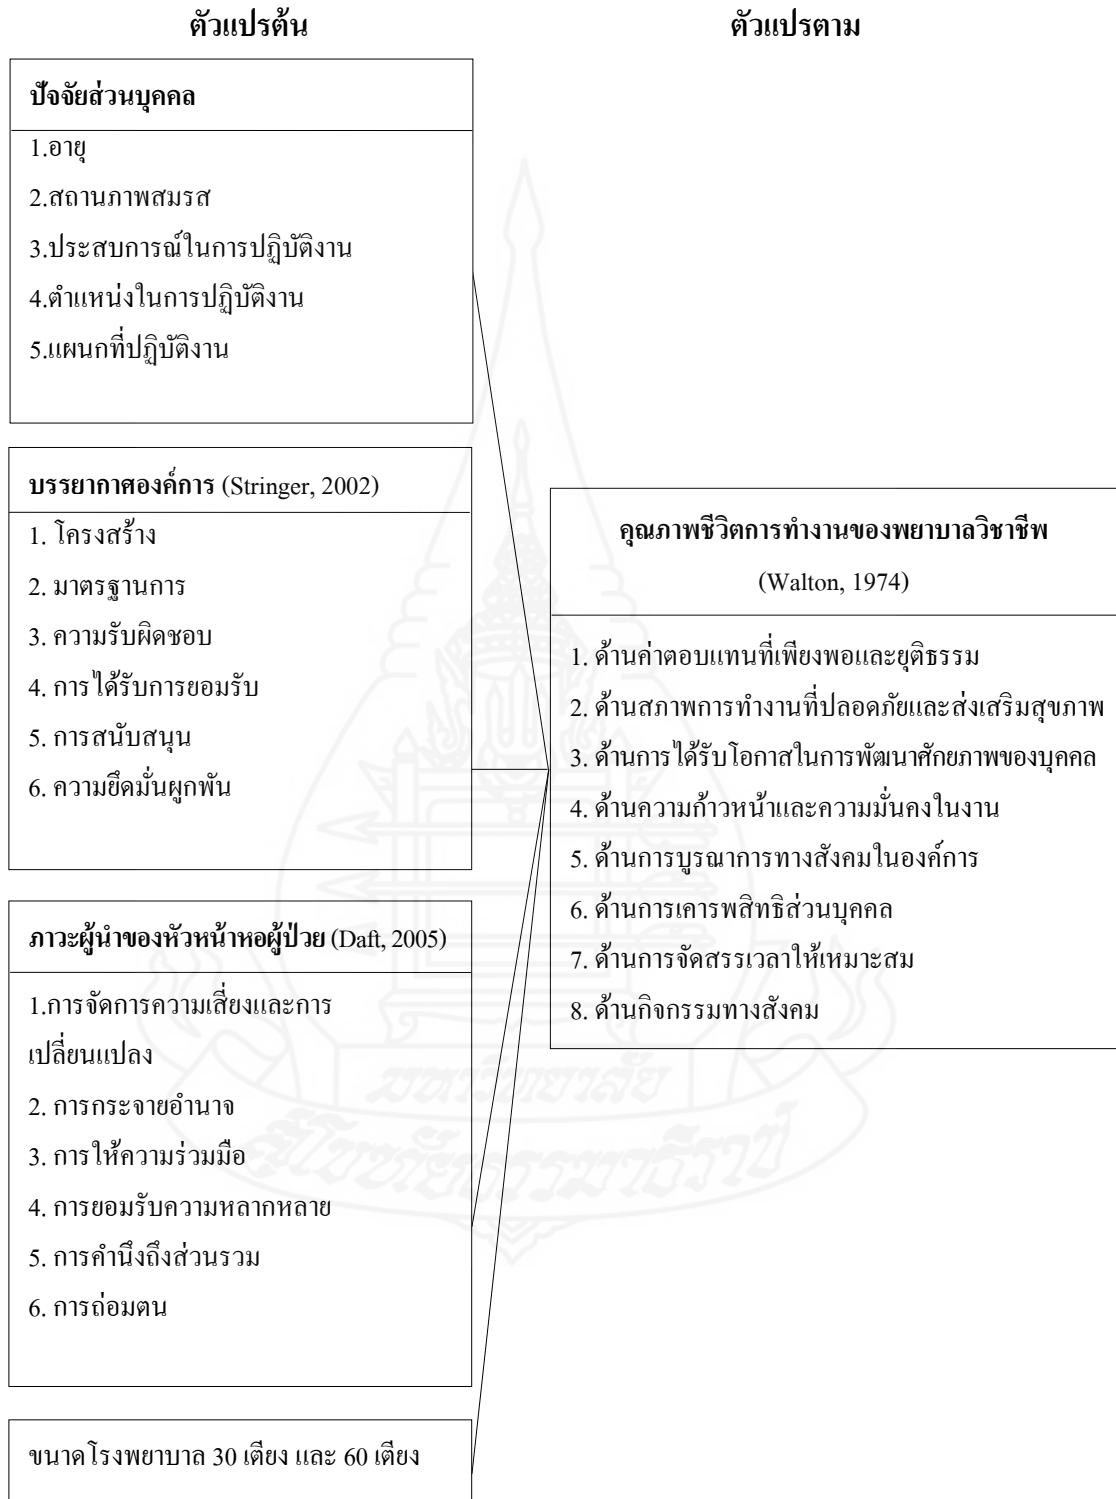 ตัวแปรต้น
ตัวแปรตาม
ปัจจัยส่วนบุคคล
1.อายุ
2.สถานภาพสมรส
3.ประสบการณ์ในการปฏิบัติงาน
4.ตำแหน่งในการปฏิบัติงาน
5.แผนกที่ปฏิบัติงาน
บรรยากาศองค์การ (Stringer, 2002)
1. โครงสร้าง
2. มาตรฐานการ
3. ความรับผิดชอบ
4. การได้รับการยอมรับ
5. การสนับสนุน
6. ความยึดมั่นผูกพัน
ภาวะผู้นำของหัวหน้าหอผู้ป่วย (Daft, 2005)
1.การจัดการความเสี่ยงและการ
เปลี่ยนแปลง
2. การกระจายอำนาจ
3. การให้ความร่วมมือ
4. การยอมรับความหลากหลาย
5. การคำนึงถึงส่วนรวม
6. การถ่อมตน
ขนาดโรงพยาบาล 30 เตียง และ 60 เตียง
คุณภาพชีวิตการทำงานของพยาบาลวิชาชีพ
(Walton, 1974)
1. ด้านค่าตอบแทนที่เพียงพอและยุติธรรม
2. ด้านสภาพการทำงานที่ปลอดภัยและส่งเสริมสุขภาพ
3. ด้านการได้รับโอกาสในการพัฒนาศักยภาพของบุคคล
4. ด้านความก้าวหน้าและความมั่นคงในงาน
5. ด้านการบูรณาการทางสังคมในองค์การ
6. ด้านการเคารพสิทธิส่วนบุคคล
7. ด้านการจัดสรรเวลาให้เหมาะสม
8. ด้านกิจกรรมทางสังคม
มหาวิทยาลัย
สุโขทัยธรรมาธิราช